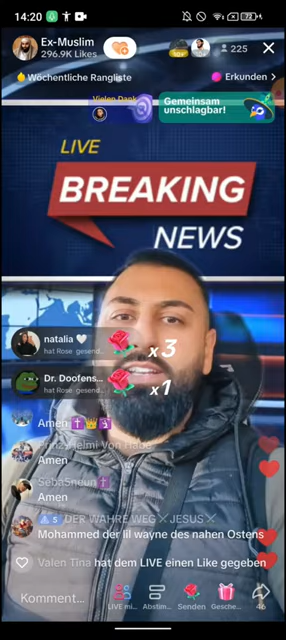 14:20
72
Ex-Muslim
296.9K Likes
225
Wöchentliche Rangliste
Erkunden >
Vielen Dank
Gemeinsam
unschlagbar!
LIVE
BREAKING
NEWS
natalia
hat Rose gesend...
x3
Dr. Doofens...
hat Rose gesend...
x1
Amen
Amen
SebaSneun
Amen
5 DER WAHRE WEG ⚔JESUS⚔
Mohammed der lil wayne des nahen Ostens
Valen Tina hat dem LIVE einen Like gegeben
Komment...
LIVE mi...
Abstim...
Senden
Gesche...
46